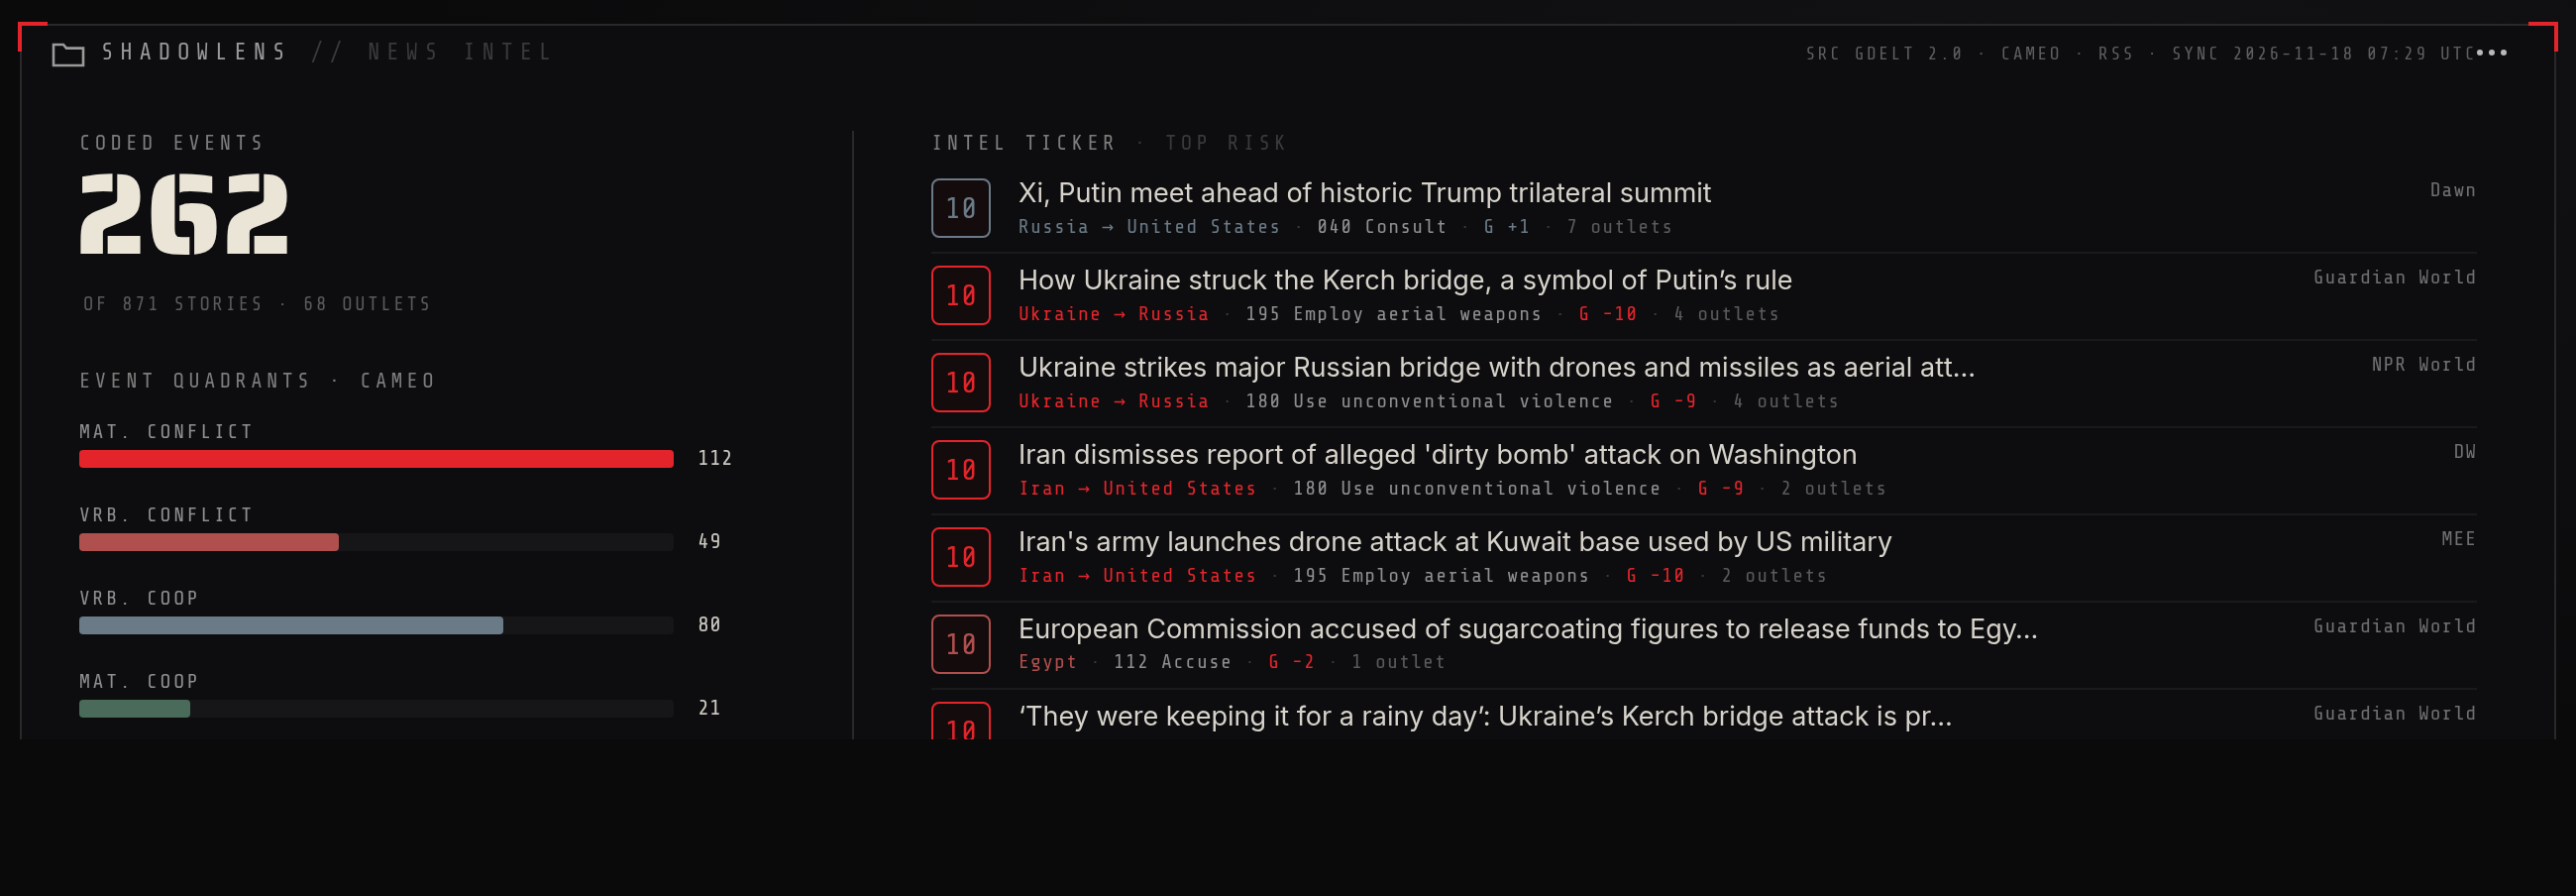 SHADOWLENS // NEWS INTEL
SRC GDELT 2.0 · CAMEO · RSS · SYNC 2026-11-18 07:29 UTC
CODED EVENTS
262
OF 871 STORIES · 68 OUTLETS
EVENT QUADRANTS · CAMEO
MAT. CONFLICT
112
VRB. CONFLICT
49
VRB. COOP
80
MAT. COOP
21
INTEL TICKER · TOP RISK
10 Xi, Putin meet ahead of historic Trump trilateral summit Dawn
Russia → United States · 040 Consult · G +1 · 7 outlets
10 How Ukraine struck the Kerch bridge, a symbol of Putin’s rule Guardian World
Ukraine → Russia · 195 Employ aerial weapons · G -10 · 4 outlets
10 Ukraine strikes major Russian bridge with drones and missiles as aerial att... NPR World
Ukraine → Russia · 180 Use unconventional violence · G -9 · 4 outlets
10 Iran dismisses report of alleged 'dirty bomb' attack on Washington DW
Iran → United States · 180 Use unconventional violence · G -9 · 2 outlets
10 Iran's army launches drone attack at Kuwait base used by US military MEE
Iran → United States · 195 Employ aerial weapons · G -10 · 2 outlets
10 European Commission accused of sugarcoating figures to release funds to Egy... Guardian World
Egypt · 112 Accuse · G -2 · 1 outlet
10 ‘They were keeping it for a rainy day’: Ukraine’s Kerch bridge attack is pr... Guardian World